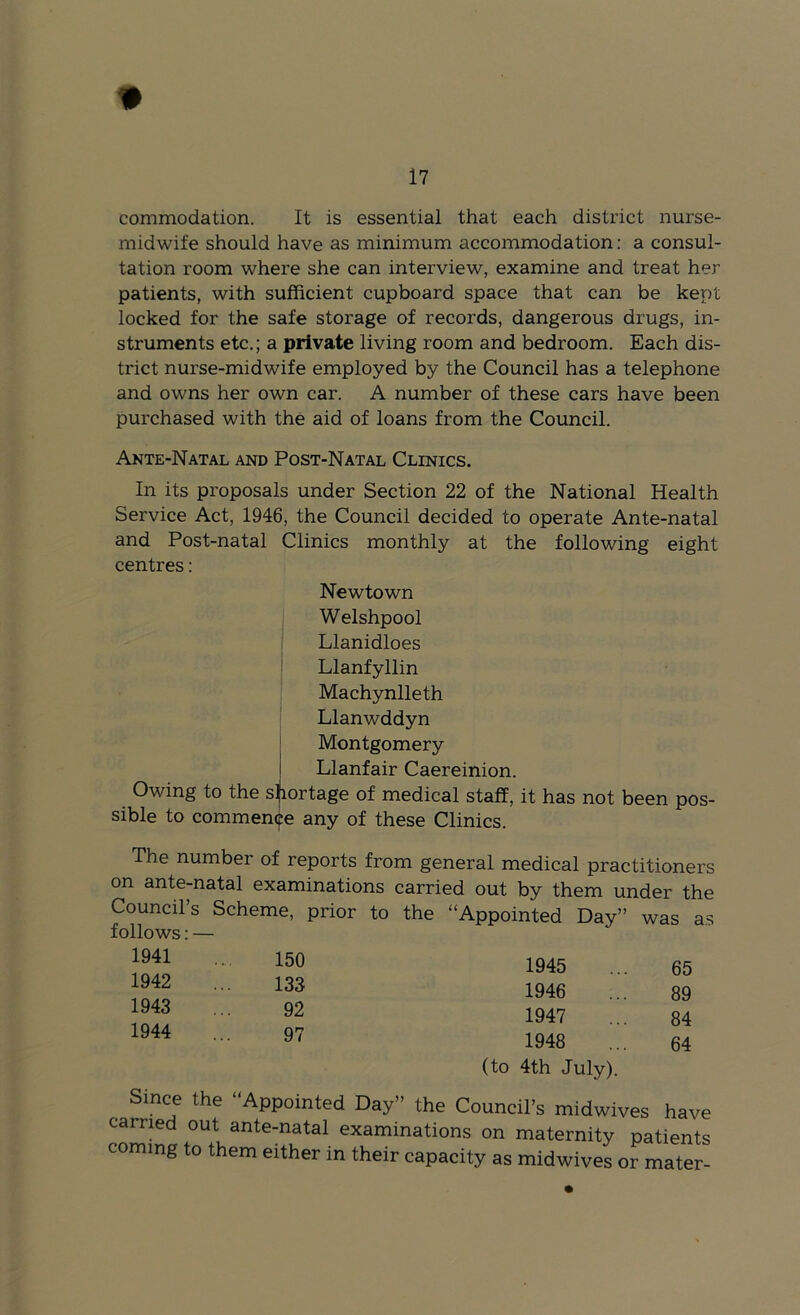 17
commodation. It is essential that each district nurse-
midwife should have as minimum accommodation: a consul-
tation room where she can interview, examine and treat her
patients, with sufficient cupboard space that can be kept
locked for the safe storage of records, dangerous drugs, in-
struments etc.; a private living room and bedroom. Each dis-
trict nurse-midwife employed by the Council has a telephone
and owns her own car. A number of these cars have been
purchased with the aid of loans from the Council.
Ante-Natal and Post-Natal Clinics.
In its proposals under Section 22 of the National Health
Service Act, 1946, the Council decided to operate Ante-natal
and Post-natal Clinics monthly at the following eight
centres:
Newtown
Welshpool
Llanidloes
Llanfyllin
Machynlleth
Llanwddyn
Montgomery
Llanfair Caereinion.
Owing to the shortage of medical staff, it has not been pos-
sible to commence any of these Clinics.
The number of reports from general medical practitioners
on ante-natal examinations carried out by them under the
Council's Scheme, prior to the “Appointed Day” was as
follows:—
1941 ... 150 1945 ... 65
1942 ... 133 1946 ... 89
1943 ... 92 1947 ... 84
1944 ... 97 1948 ... 64
(to 4th July).
Since the “Appointed Day” the Council's midwives have
carried out ante-natal examinations on maternity patients
coming to them either in their capacity as midwives or mater-